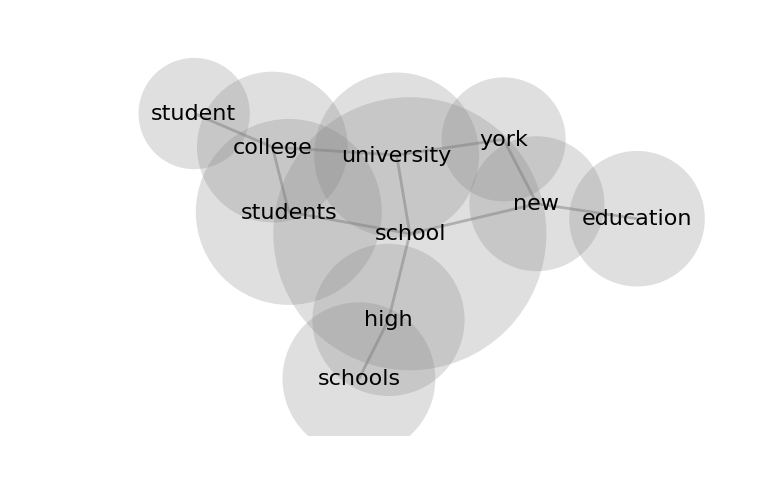 student
york
college
university
new
students
education
school
high
schools